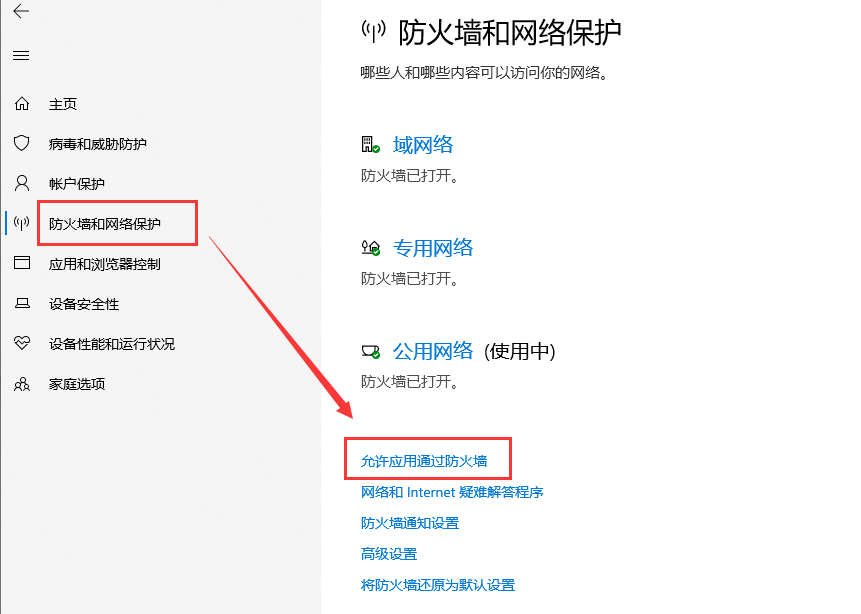 主页
病毒和威胁防护
帐户保护
防火墙和网络保护
应用和浏览器控制
设备安全性
设备性能和运行状况
家庭选项
防火墙和网络保护
哪些人和哪些内容可以访问你的网络。
域网络
防火墙已打开。
专用网络
防火墙已打开。
公用网络 (使用中)
防火墙已打开。
允许应用通过防火墙
网络和 Internet 疑难解答程序
防火墙通知设置
高级设置
将防火墙还原为默认设置